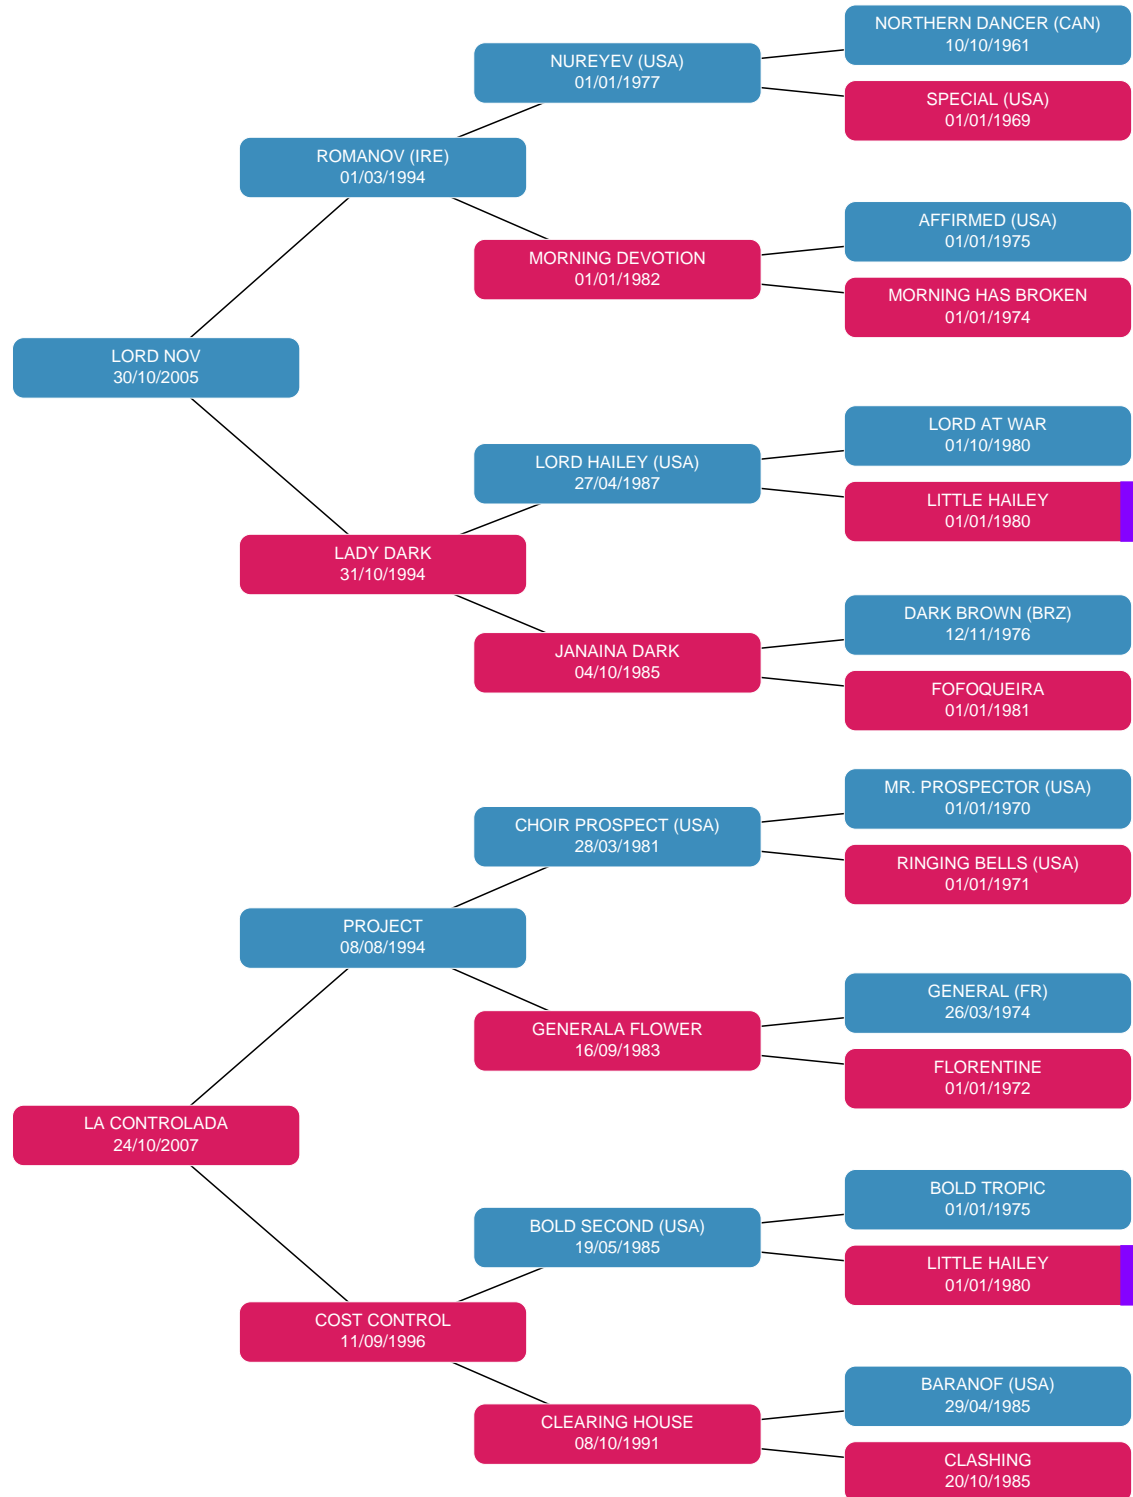 NORTHERN DANCER (CAN)
10/10/1961
NUREYEV (USA)
01/01/1977
SPECIAL (USA)
01/01/1969
ROMANOV (IRE)
01/03/1994
AFFIRMED (USA)
01/01/1975
MORNING DEVOTION
01/01/1982
MORNING HAS BROKEN
01/01/1974
LORD NOV
30/10/2005
LORD AT WAR
01/10/1980
LORD HAILEY (USA)
27/04/1987
LITTLE HAILEY
01/01/1980
LADY DARK
31/10/1994
DARK BROWN (BRZ)
12/11/1976
JANAINA DARK
04/10/1985
FOFOQUEIRA
01/01/1981
MR. PROSPECTOR (USA)
01/01/1970
CHOIR PROSPECT (USA)
28/03/1981
RINGING BELLS (USA)
01/01/1971
PROJECT
08/08/1994
GENERAL (FR)
26/03/1974
GENERALA FLOWER
16/09/1983
FLORENTINE
01/01/1972
LA CONTROLADA
24/10/2007
BOLD TROPIC
01/01/1975
BOLD SECOND (USA)
19/05/1985
LITTLE HAILEY
01/01/1980
COST CONTROL
11/09/1996
BARANOF (USA)
29/04/1985
CLEARING HOUSE
08/10/1991
CLASHING
20/10/1985